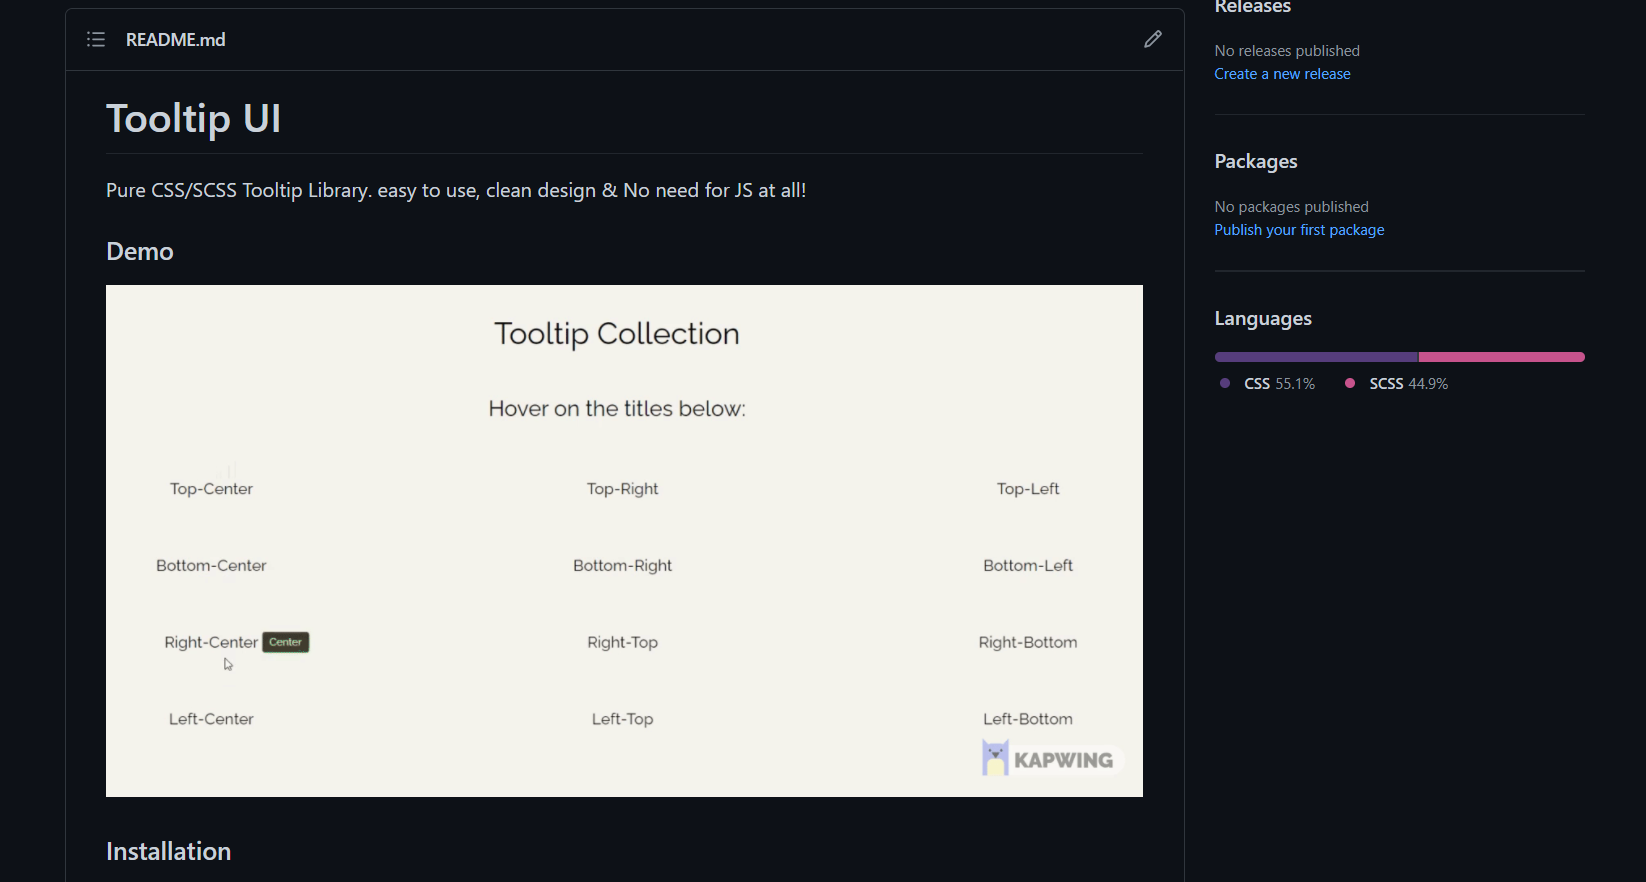 README.md
Tooltip UI
Pure CSS/SCSS Tooltip Library. easy to use, clean design & No need for JS at all!
Demo
Tooltip Collection
Hover on the titles below:
Top-Center Top-Right Top-Left
Bottom-Center Bottom-Right Bottom-Left
Right-Center Center Right-Top Right-Bottom
Left-Center Left-Top Left-Bottom
KAPWING
Installation
Releases
No releases published
Create a new release
Packages
No packages published
Publish your first package
Languages
CSS 55.1% SCSS 44.9%